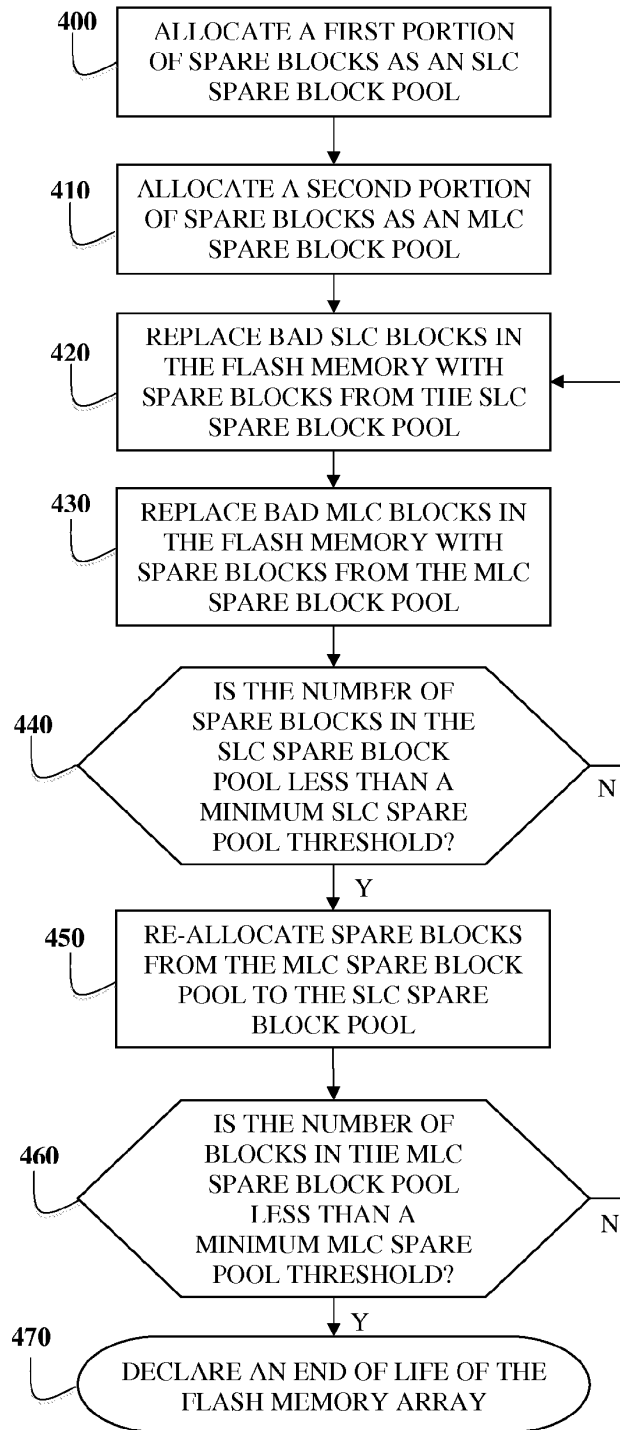 400
ALLOCATE A FIRST PORTION
OF SPARE BLOCKS AS AN SLC
SPARE BLOCK POOL
410
ALLOCATE A SECOND PORTION
OF SPARE BLOCKS AS AN MLC
SPARE BLOCK POOL
420
REPLACE BAD SLC BLOCKS IN
THE FLASH MEMORY WITH
SPARE BLOCKS FROM THE SLC
SPARE BLOCK POOL
430
REPLACE BAD MLC BLOCKS IN
THE FLASH MEMORY WITH
SPARE BLOCKS FROM THE MLC
SPARE BLOCK POOL
440
IS THE NUMBER OF
SPARE BLOCKS IN THE
SLC SPARE BLOCK
POOL LESS THAN A
MINIMUM SLC SPARE
POOL THRESHOLD?
N
Y
450
RE-ALLOCATE SPARE BLOCKS
FROM THE MLC SPARE BLOCK
POOL TO THE SLC SPARE
BLOCK POOL
460
IS THE NUMBER OF
BLOCKS IN THE MLC
SPARE BLOCK POOL
LESS THAN A
MINIMUM MLC SPARE
POOL THRESHOLD?
N
Y
470
DECLARE AN END OF LIFE OF THE
FLASH MEMORY ARRAY